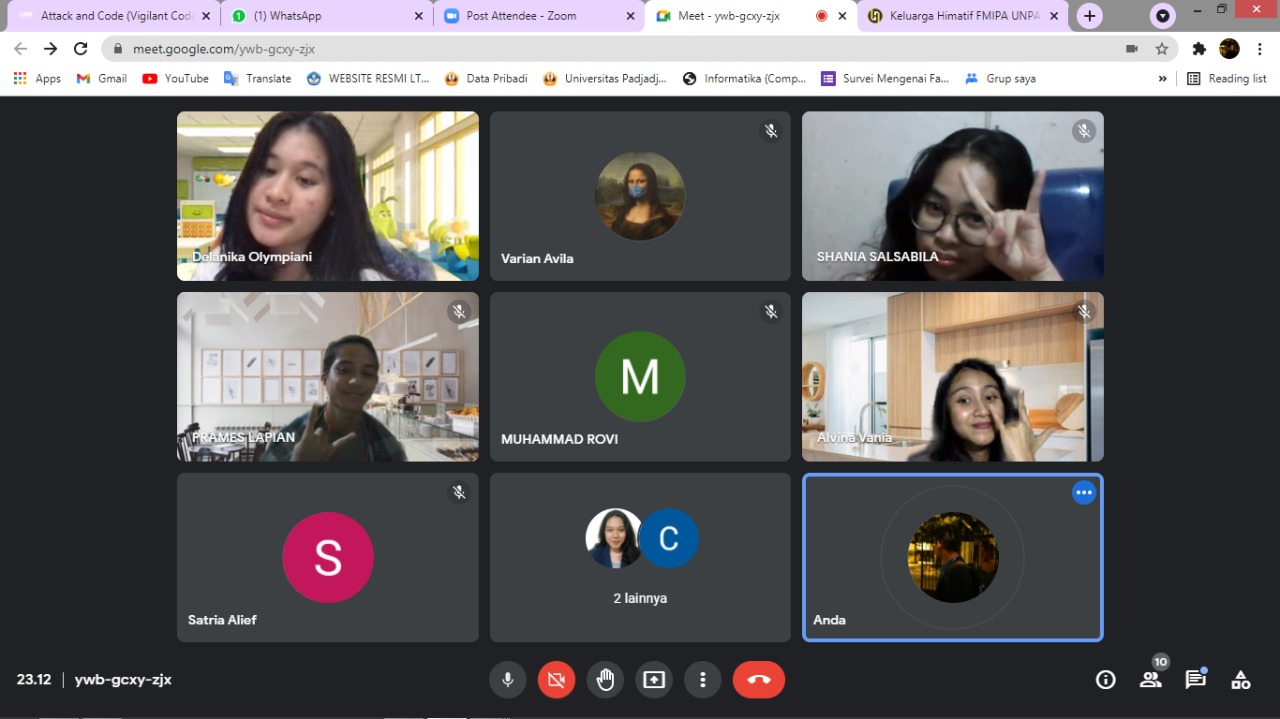 Attack and Code (Vigilant Cod
(1) WhatsApp
Post Attendee - Zoom
Meet - ywb-gcxy-zjx
Keluarga Himatif FMIPA UNPA
meet.google.com/ywb-gcxy-zjx
Apps
Gmail
YouTube
Translate
WEBSITE RESMI LT...
Data Pribadi
Universitas Padjadj...
Informatika (Comp...
Survei Mengenai Fa...
Grup saya
»
Reading list
Delanika Olympiani
Varian Avila
SHANIA SALSABILA
PRAMES LAPIAN
M
MUHAMMAD ROVI
Alvina Vania
S
Satria Alief
C
2 lainnya
Anda
23.12 | ywb-gcxy-zjx
10